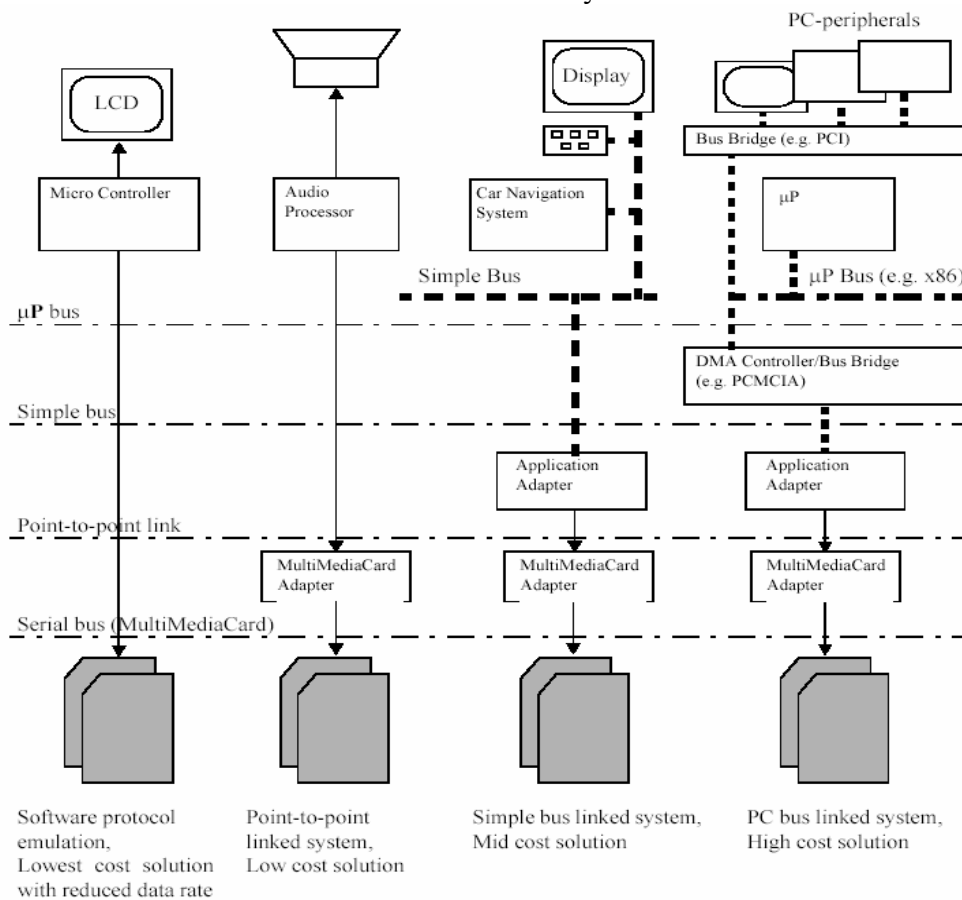 PC-peripherals
LCD
Display
Bus Bridge (e.g. PCI)
Micro Controller
Audio
Processor
Car Navigation
System
μP
Simple Bus
μP Bus (e.g. x86)
μP bus
DMA Controller/Bus Bridge
(e.g. PCMCIA)
Simple bus
Application
Adapter
Application
Adapter
Point-to-point link
MultiMediaCard
Adapter
MultiMediaCard
Adapter
MultiMediaCard
Adapter
Serial bus (MultiMediaCard)
Software protocol
emulation,
Lowest cost solution
with reduced data rate
Point-to-point
linked system,
Low cost solution
Simple bus linked system,
Mid cost solution
PC bus linked system,
High cost solution